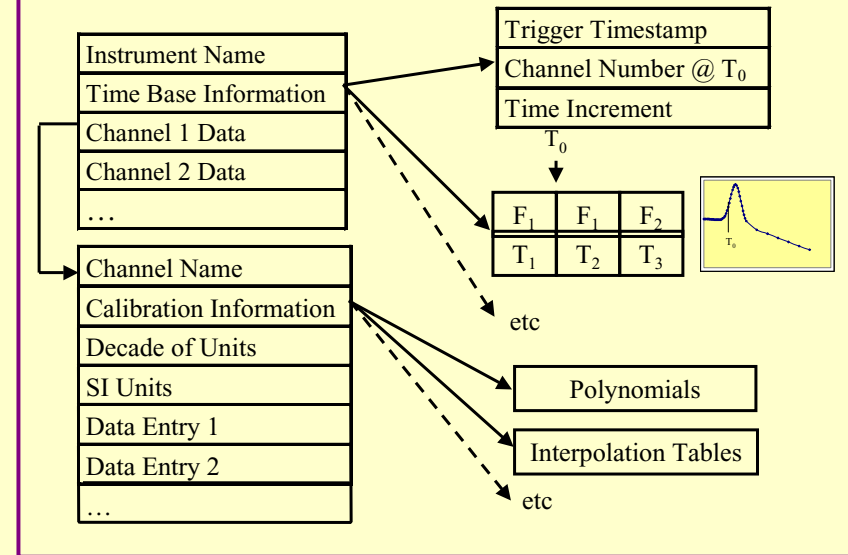 Instrument Name
Time Base Information
Channel 1 Data
Channel 2 Data
…
Trigger Timestamp
Channel Number @ T0
Time Increment
T0
F1 F1 F2
T1 T2 T3
T0
etc
Channel Name
Calibration Information
Decade of Units
SI Units
Data Entry 1
Data Entry 2
…
Polynomials
Interpolation Tables
etc